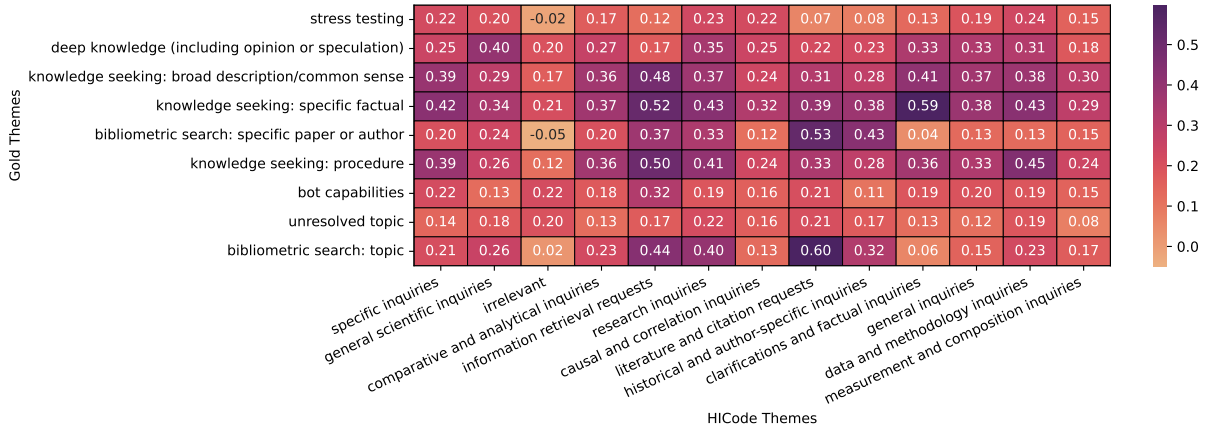 Gold Themes
stress testing 0.22 0.20 -0.02 0.17 0.12 0.23 0.22 0.07 0.08 0.13 0.19 0.24 0.15
deep knowledge (including opinion or speculation) 0.25 0.40 0.20 0.27 0.17 0.35 0.25 0.22 0.23 0.33 0.33 0.31 0.18
knowledge seeking: broad description/common sense 0.39 0.29 0.17 0.36 0.48 0.37 0.24 0.31 0.28 0.41 0.37 0.38 0.30
knowledge seeking: specific factual 0.42 0.34 0.21 0.37 0.52 0.43 0.32 0.39 0.38 0.59 0.38 0.43 0.29
bibliometric search: specific paper or author 0.20 0.24 -0.05 0.20 0.37 0.33 0.12 0.53 0.43 0.04 0.13 0.13 0.15
knowledge seeking: procedure 0.39 0.26 0.12 0.36 0.50 0.41 0.24 0.33 0.28 0.36 0.33 0.45 0.24
bot capabilities 0.22 0.13 0.22 0.18 0.32 0.19 0.16 0.21 0.11 0.19 0.20 0.19 0.15
unresolved topic 0.14 0.18 0.20 0.13 0.17 0.22 0.16 0.21 0.17 0.13 0.12 0.19 0.08
bibliometric search: topic 0.21 0.26 0.02 0.23 0.44 0.40 0.13 0.60 0.32 0.06 0.15 0.23 0.17
specific inquiries
general scientific inquiries
irrelevant
comparative and analytical inquiries
information retrieval requests
research inquiries
causal and correlation inquiries
literature and citation requests
historical and author-specific inquiries
clarifications and factual inquiries
general inquiries
data and methodology inquiries
measurement and composition inquiries
HICode Themes
0.5
0.4
0.3
0.2
0.1
0.0